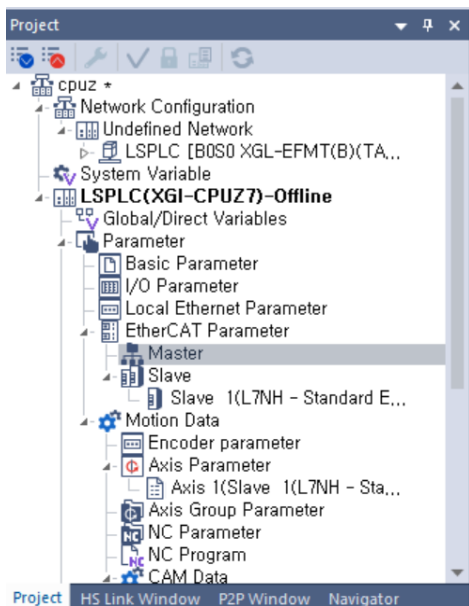 Project
cpuz *
Network Configuration
Undefined Network
LSPLC [B0S0 XGL-EFMT(B)(TA...
System Variable
LSPLC(XGI-CPUZ7)-Offline
Global/Direct Variables
Parameter
Basic Parameter
I/O Parameter
Local Ethernet Parameter
EtherCAT Parameter
Master
Slave
Slave 1(L7NH - Standard E...
Motion Data
Encoder parameter
Axis Parameter
Axis 1(Slave 1(L7NH - Sta...
Axis Group Parameter
NC Parameter
NC Program
CAM Data
Project HS Link Window P2P Window Navigator